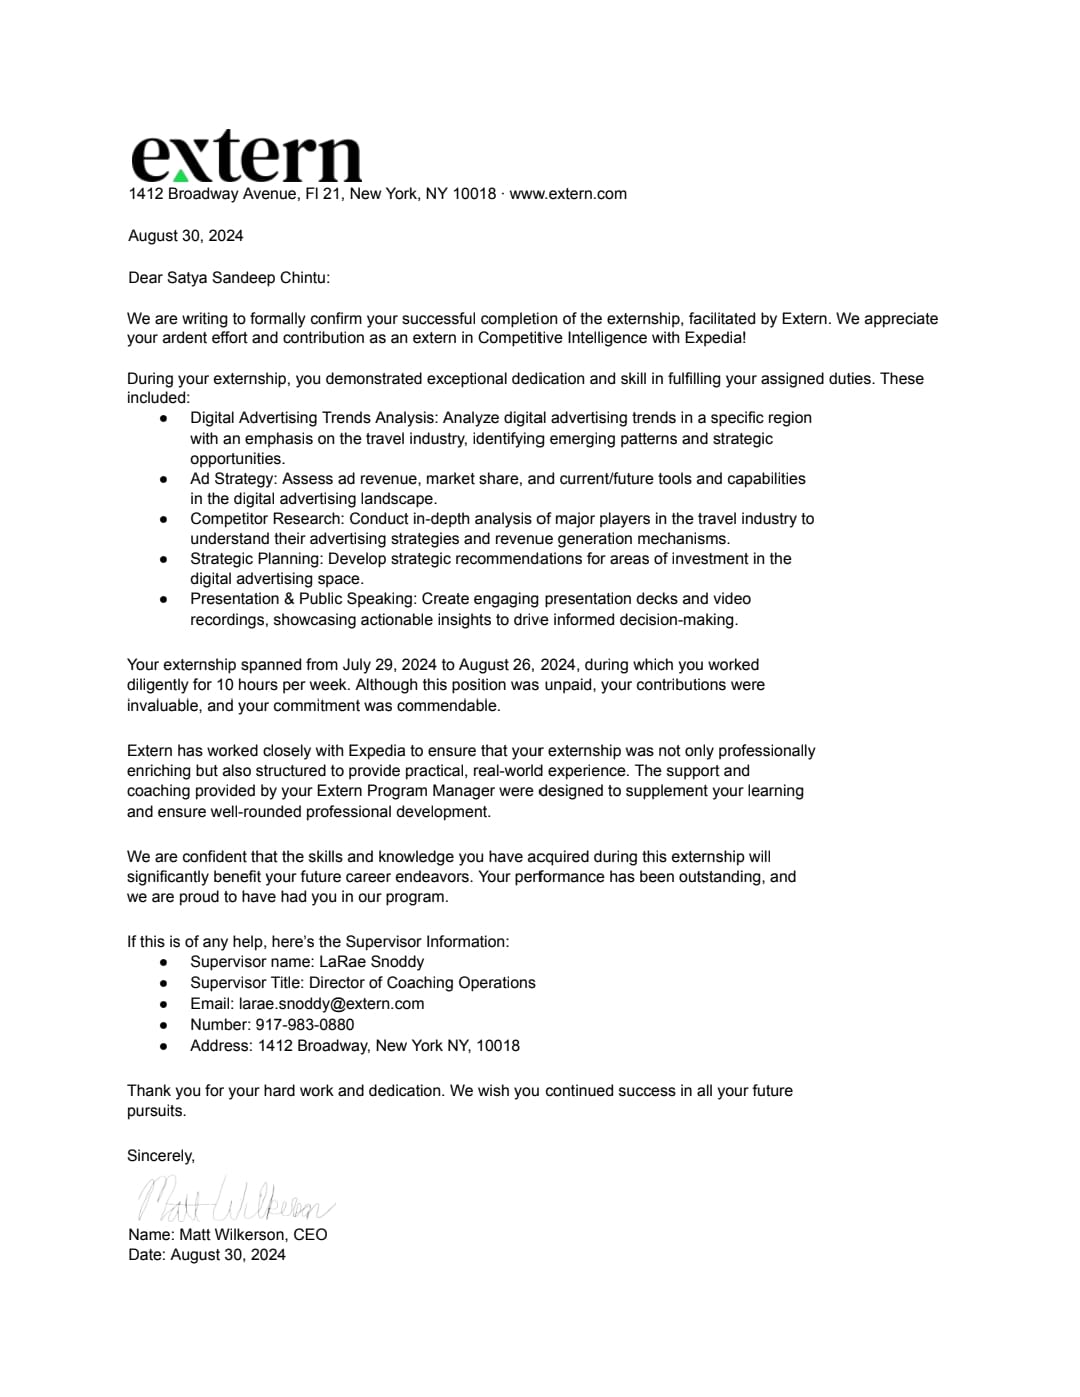 extern
1412 Broadway Avenue, Fl 21, New York, NY 10018 · www.extern.com
August 30, 2024
Dear Satya Sandeep Chintu:
We are writing to formally confirm your successful completion of the externship, facilitated by Extern. We appreciate
your ardent effort and contribution as an extern in Competitive Intelligence with Expedia!
During your externship, you demonstrated exceptional dedication and skill in fulfilling your assigned duties. These
included:
● Digital Advertising Trends Analysis: Analyze digital advertising trends in a specific region
with an emphasis on the travel industry, identifying emerging patterns and strategic
opportunities.
● Ad Strategy: Assess ad revenue, market share, and current/future tools and capabilities
in the digital advertising landscape.
● Competitor Research: Conduct in-depth analysis of major players in the travel industry to
understand their advertising strategies and revenue generation mechanisms.
● Strategic Planning: Develop strategic recommendations for areas of investment in the
digital advertising space.
● Presentation & Public Speaking: Create engaging presentation decks and video
recordings, showcasing actionable insights to drive informed decision-making.
Your externship spanned from July 29, 2024 to August 26, 2024, during which you worked
diligently for 10 hours per week. Although this position was unpaid, your contributions were
invaluable, and your commitment was commendable.
Extern has worked closely with Expedia to ensure that your externship was not only professionally
enriching but also structured to provide practical, real-world experience. The support and
coaching provided by your Extern Program Manager were designed to supplement your learning
and ensure well-rounded professional development.
We are confident that the skills and knowledge you have acquired during this externship will
significantly benefit your future career endeavors. Your performance has been outstanding, and
we are proud to have had you in our program.
If this is of any help, here's the Supervisor Information:
● Supervisor name: LaRae Snoddy
● Supervisor Title: Director of Coaching Operations
● Email: larae.snoddy@extern.com
● Number: 917-983-0880
● Address: 1412 Broadway, New York NY, 10018
Thank you for your hard work and dedication. We wish you continued success in all your future
pursuits.
Sincerely,
Matt Wilkerson
Name: Matt Wilkerson, CEO
Date: August 30, 2024